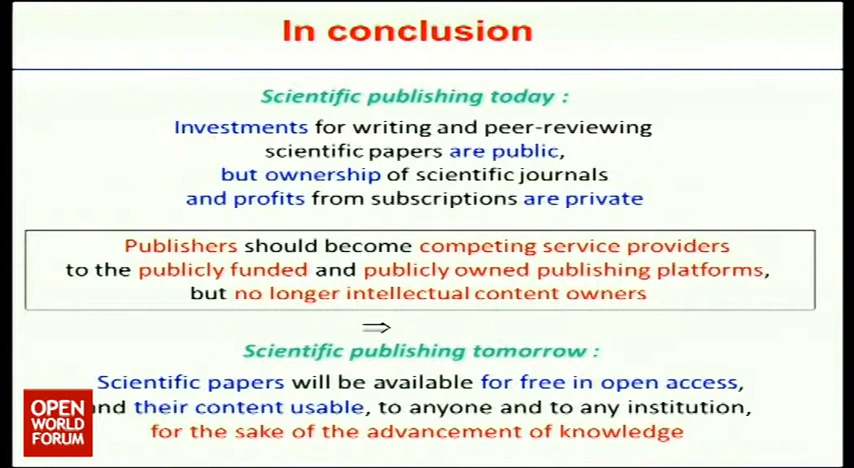 In conclusion
Scientific publishing today :
Investments for writing and peer-reviewing
scientific papers are public,
but ownership of scientific journals
and profits from subscriptions are private
Publishers should become competing service providers
to the publicly funded and publicly owned publishing platforms,
but no longer intellectual content owners
⇒
Scientific publishing tomorrow :
Scientific papers will be available for free in open access,
and their content usable, to anyone and to any institution,
for the sake of the advancement of knowledge
OPEN
WORLD
FORUM